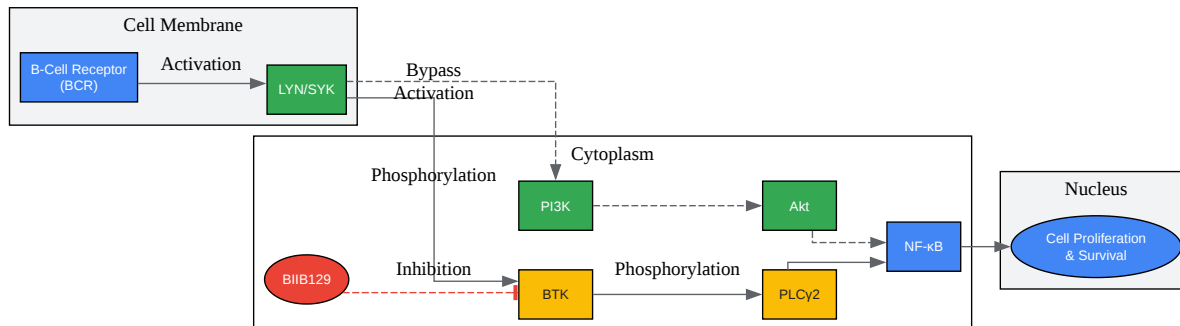 Cell Membrane
B-Cell Receptor
(BCR)
Activation
LYN/SYK
Bypass
Activation
Phosphorylation
Cytoplasm
PI3K
Akt
NF-κB
Nucleus
Cell Proliferation
& Survival
BIIB129
Inhibition
BTK
Phosphorylation
PLCγ2